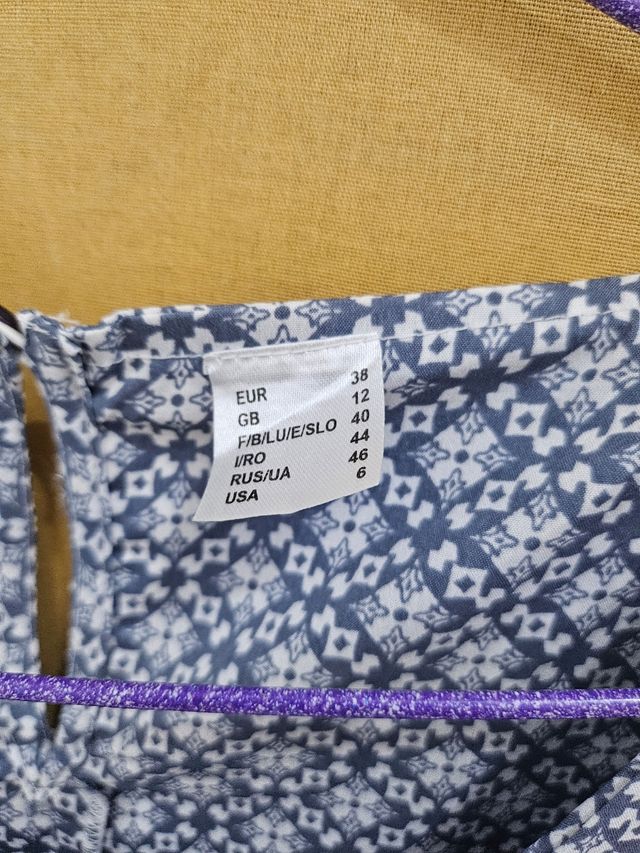 EUR 38
GB 12
F/B/LU/E/SLO 40
I/RO 44
RUS/UA 46
USA 6